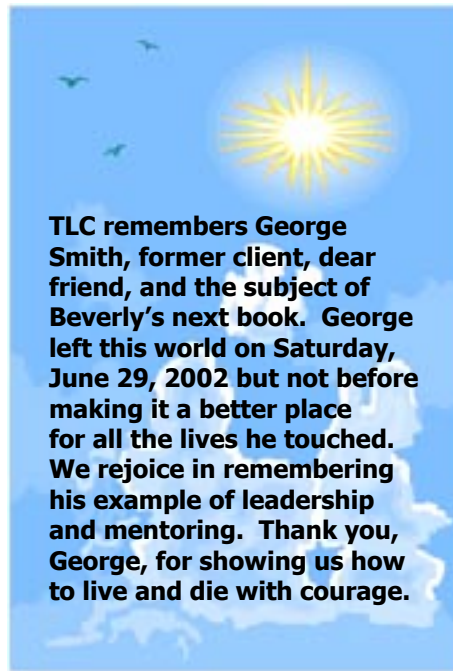 TLC remembers George
Smith, former client, dear
friend, and the subject of
Beverly’s next book.  George
left this world on Saturday,
June 29, 2002 but not before
making it a better place
for all the lives he touched.
We rejoice in remembering
his example of leadership
and mentoring.  Thank you,
George, for showing us how
to live and die with courage.